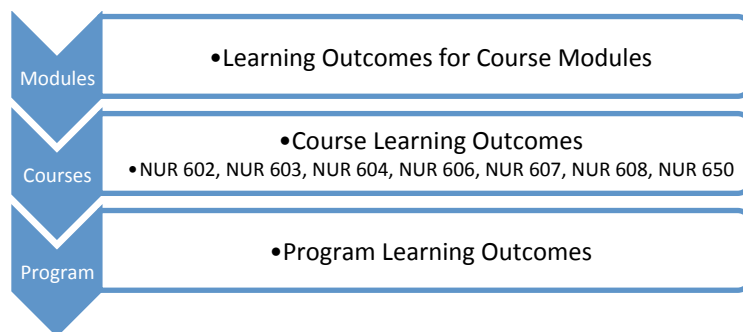 Modules
•Learning Outcomes for Course Modules
Courses
•Course Learning Outcomes
•NUR 602, NUR 603, NUR 604, NUR 606, NUR 607, NUR 608, NUR 650
Program
•Program Learning Outcomes